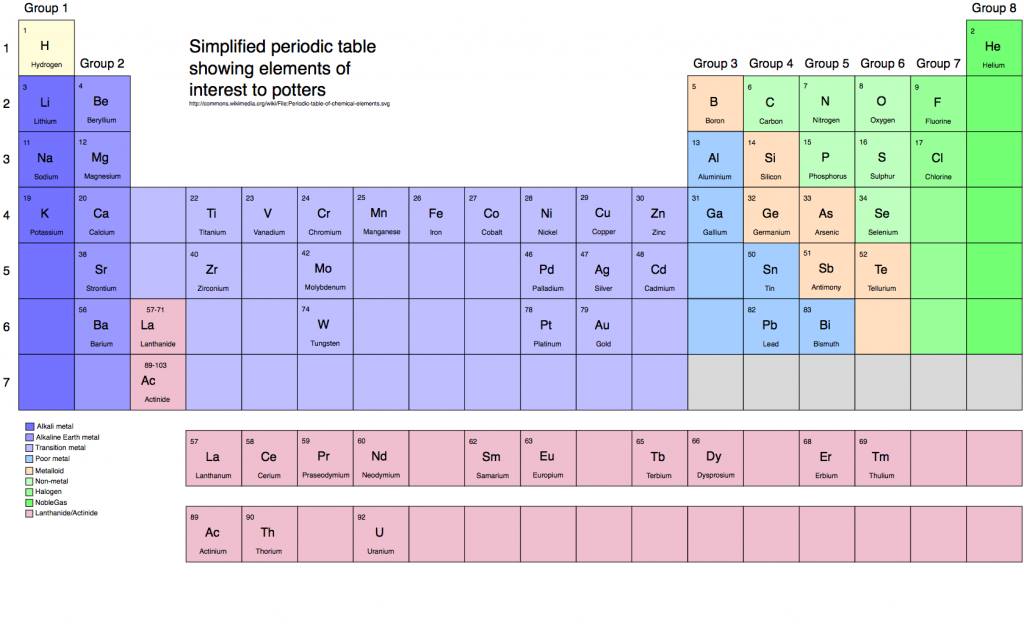 Group 1
Group 8
1
1
H
Hydrogen
Group 2
Simplified periodic table
showing elements of
interest to potters
http://commons.wikimedia.org/wiki/File:Periodic-table-of-chemical-elements.svg
Group 3 Group 4 Group 5 Group 6 Group 7
2
He
Helium
2
3 4 5 6 7 8 9
Li Be B C N O F
Lithium Beryllium Boron Carbon Nitrogen Oxygen Fluorine
3
11 12 13 14 15 16 17
Na Mg Al Si P S Cl
Sodium Magnesium Aluminium Silicon Phosphorus Sulphur Chlorine
4
19 20 22 23 24 25 26 27 28 29 30 31 32 33 34
K Ca Ti V Cr Mn Fe Co Ni Cu Zn Ga Ge As Se
Potassium Calcium Titanium Vanadium Chromium Manganese Iron Cobalt Nickel Copper Zinc Gallium Germanium Arsenic Selenium
5
38 40 42 46 47 48 50 51 52
Sr Zr Mo Pd Ag Cd Sn Sb Te
Strontium Zirconium Molybdenum Palladium Silver Cadmium Tin Antimony Tellurium
6
56 57-71 74 78 79 82 83
Ba La W Pt Au Pb Bi
Barium Lanthanide Tungsten Platinum Gold Lead Bismuth
7
89-103
Ac
Actinide
Alkali metal
Alkaline Earth metal
Transition metal
Poor metal
Metalloid
Non-metal
Halogen
NobleGas
Lanthanide/Actinide
57 58 59 60 62 63 65 66 68 69
La Ce Pr Nd Sm Eu Tb Dy Er Tm
Lanthanum Cerium Praseodymium Neodymium Samarium Europium Terbium Dysprosium Erbium Thulium
89 90 92
Ac Th U
Actinium Thorium Uranium